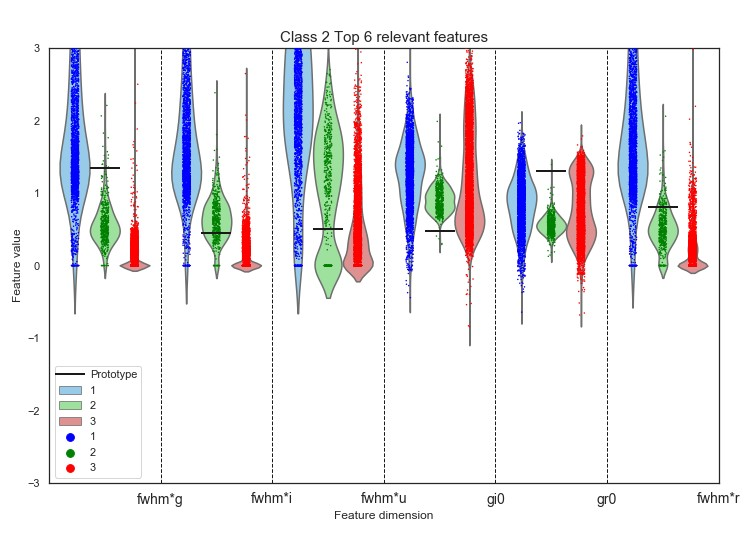 Class 2 Top 6 relevant features
3
2
1
0
−1
−2
−3
Feature value
Prototype
1
2
3
1
2
3
fwhm*g fwhm*i fwhm*u gi0 gr0 fwhm*r
Feature dimension